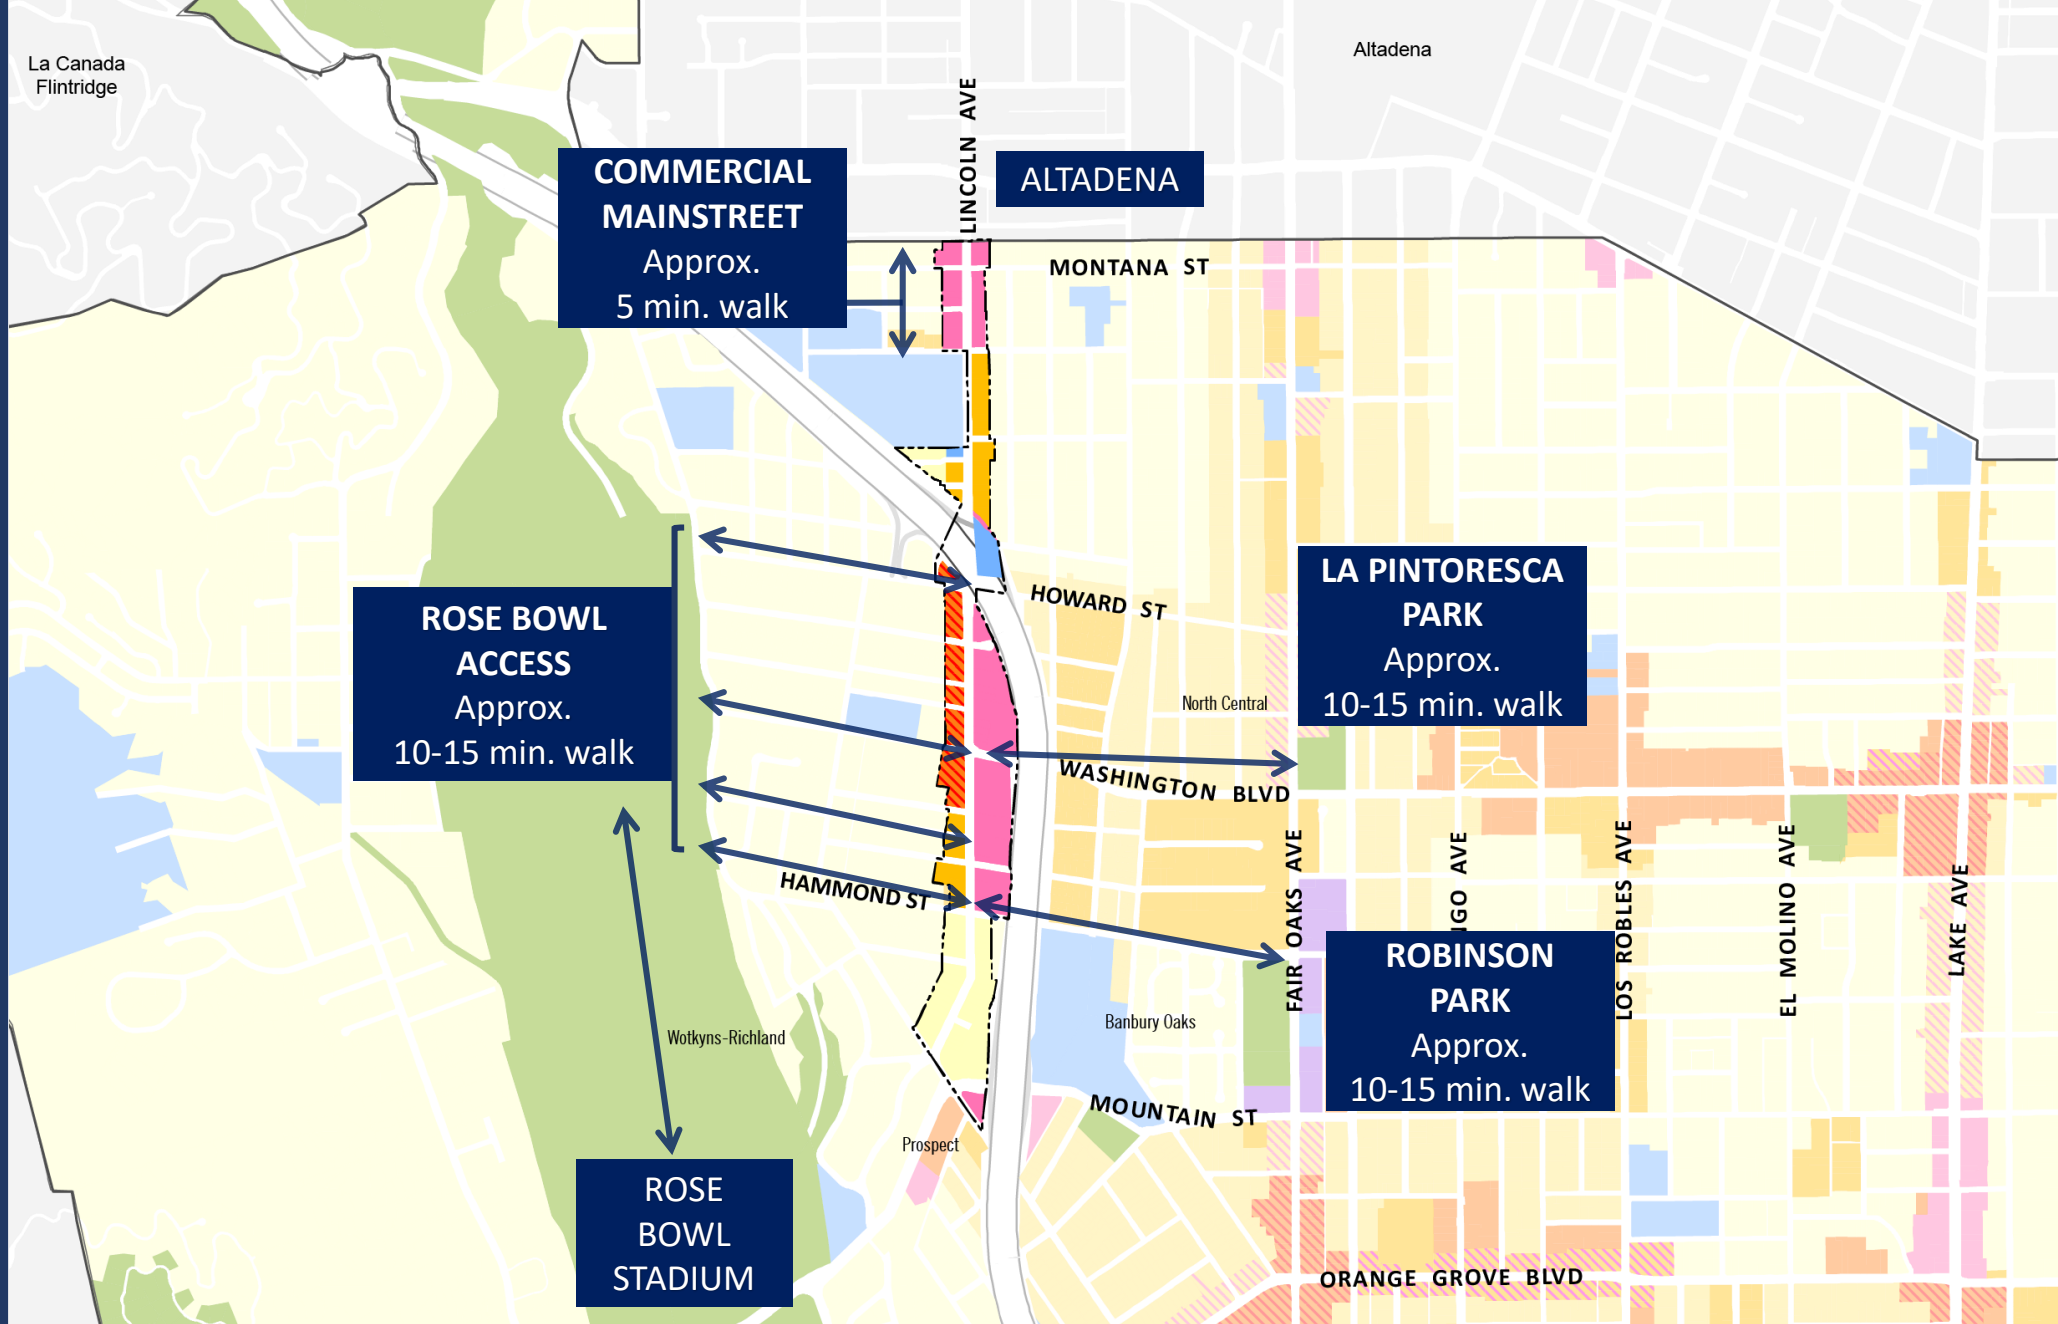 La Canada
Flintridge
Altadena
LINCOLN AVE
COMMERCIAL
MAINSTREET
Approx.
5 min. walk
ALTADENA
MONTANA ST
HOWARD ST
LA PINTORESCA
PARK
Approx.
10-15 min. walk
ROSE BOWL
ACCESS
Approx.
10-15 min. walk
North Central
WASHINGTON BLVD
HAMMOND ST
FAIR OAKS AVE
NGO AVE
LOS ROBLES AVE
EL MOLINO AVE
LAKE AVE
ROBINSON
PARK
Approx.
10-15 min. walk
Wotkyns-Richland
Banbury Oaks
MOUNTAIN ST
Prospect
ROSE
BOWL
STADIUM
ORANGE GROVE BLVD